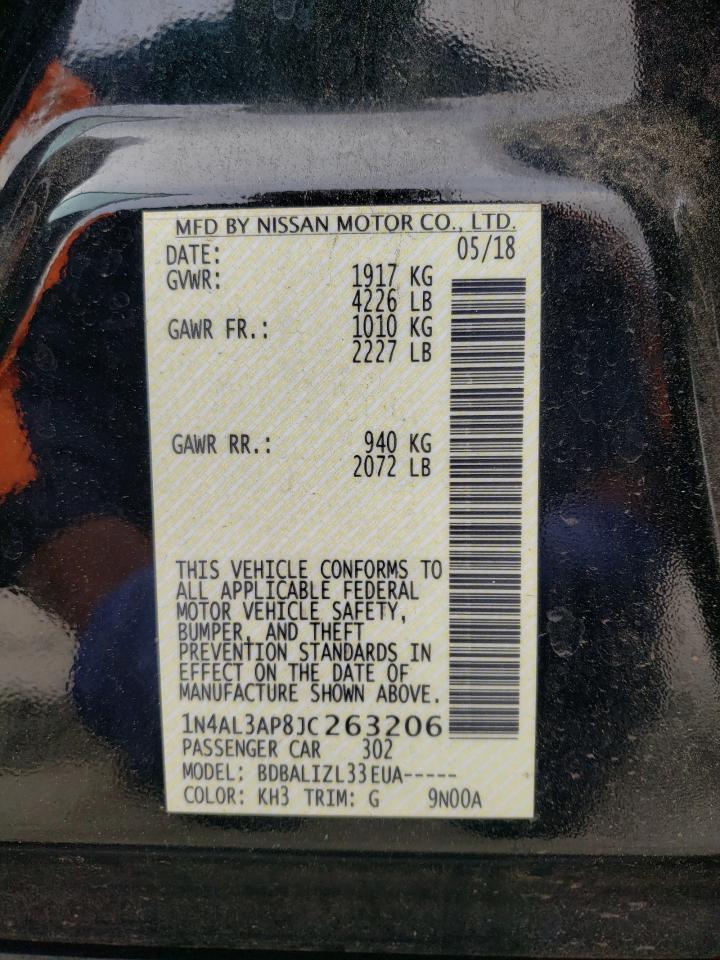 MFD BY NISSAN MOTOR CO., LTD.
DATE: 05/18
GVWR: 1917 KG
4226 LB
GAWR FR.: 1010 KG
2227 LB
GAWR RR.: 940 KG
2072 LB
THIS VEHICLE CONFORMS TO
ALL APPLICABLE FEDERAL
MOTOR VEHICLE SAFETY,
BUMPER, AND THEFT
PREVENTION STANDARDS IN
EFFECT ON THE DATE OF
MANUFACTURE SHOWN ABOVE.
1N4AL3AP8JC263206
PASSENGER CAR 302
MODEL: BDBALIZL33EUA-----
COLOR: KH3 TRIM: G 9N00A